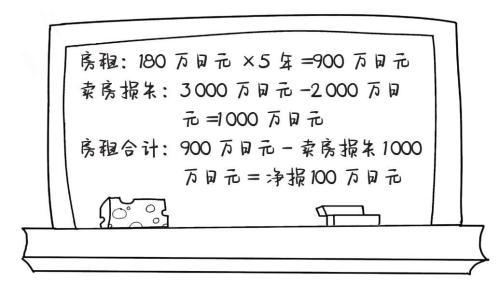 房租：180 万日元 ×5 年 =900 万日元
卖房损失：3000 万日元 -2000 万日
元 =1000 万日元
房租合计：900 万日元 - 卖房损失 1000
万日元 = 净损 100 万日元